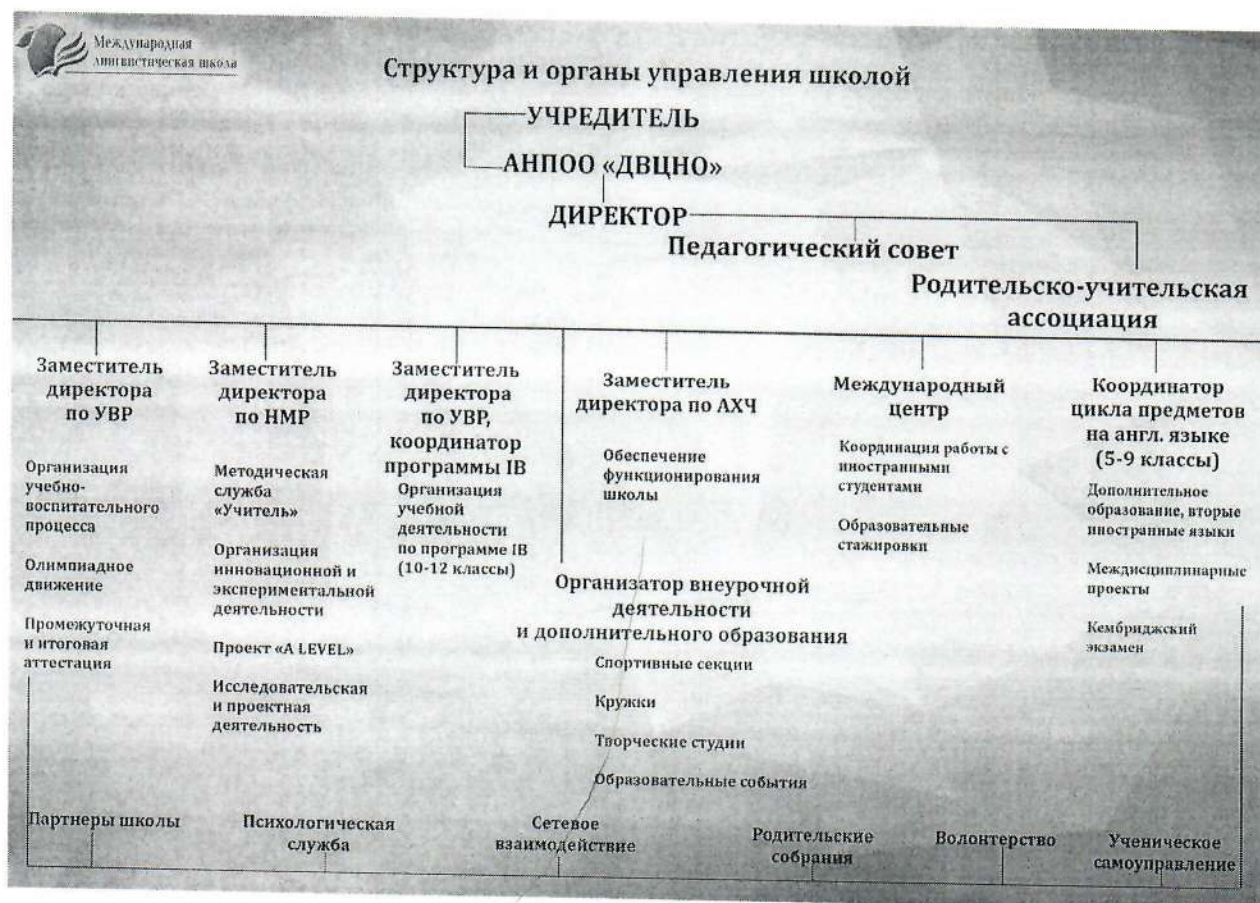 Международная
лингвистическая школа
Структура и органы управления школой
УЧРЕДИТЕЛЬ
АНПОО «ДВЦНО»
ДИРЕКТОР
Педагогический совет
Родительско-учительская
ассоциация
Заместитель
директора
по УВР
Организация
учебно-
воспитательного
процесса
Олимпиадное
движение
Промежуточная
и итоговая
аттестация
Заместитель
директора
по НМР
Методическая
служба
«Учитель»
Организация
инновационной и
экспериментальной
деятельности
Проект «A LEVEL»
Исследовательская
и проектная
деятельность
Заместитель
директора
по УВР,
координатор
программы IB
Организация
учебной
деятельности
по программе IB
(10-12 классы)
Заместитель
директора по АХЧ
Обеспечение
функционирования
школы
Организатор внеурочной
деятельности
и дополнительного образования
Спортивные секции
Кружки
Творческие студии
Образовательные события
Международный
центр
Координация работы с
иностранными
студентами
Образовательные
стажировки
Координатор
цикла предметов
на англ. языке
(5-9 классы)
Дополнительное
образование, вторые
иностранные языки
Междисциплинарные
проекты
Кембриджский
экзамен
Партнеры школы
Психологическая
служба
Сетевое
взаимодействие
Родительские
собрания
Волонтерство
Ученическое
самоуправление